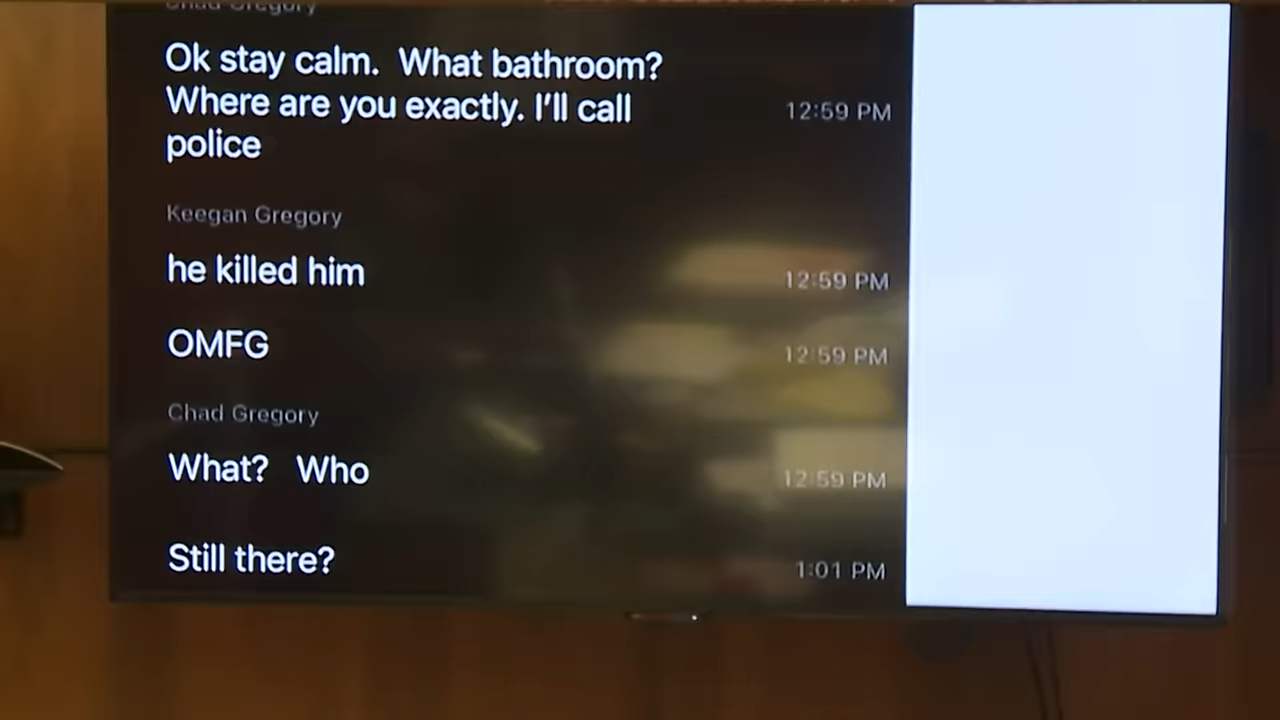 Chad Gregory
Ok stay calm.  What bathroom?
Where are you exactly. I'll call
police
12:59 PM
Keegan Gregory
he killed him
12:59 PM
OMFG
12:59 PM
Chad Gregory
What?   Who
12:59 PM
Still there?
1:01 PM